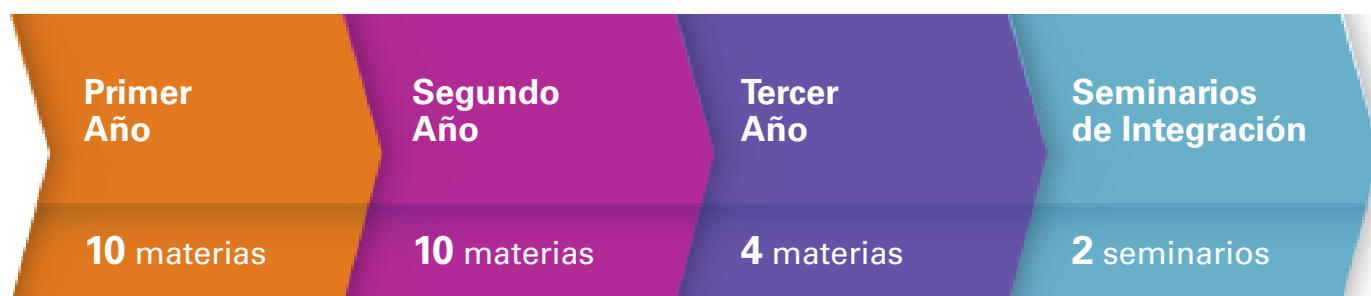 Primer
Año
10 materias
Segundo
Año
10 materias
Tercer
Año
4 materias
Seminarios
de Integración
2 seminarios